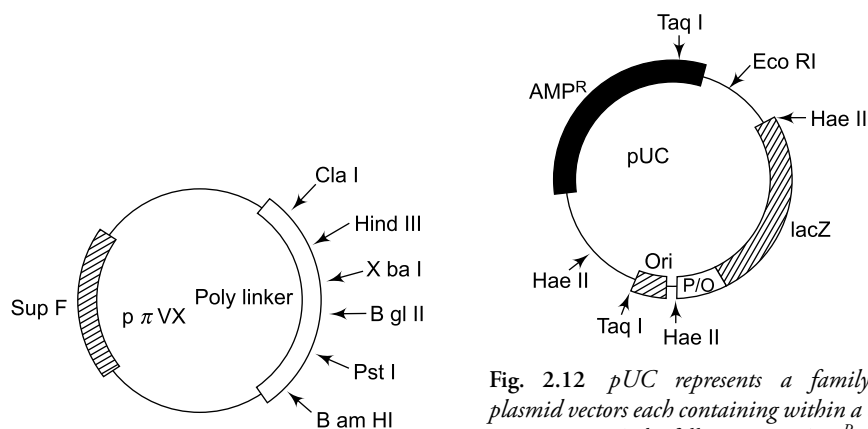 Cla I
Hind III
X ba I
B gl II
Pst I
B am HI
Poly linker
p π VX
Sup F
Taq I
Eco RI
Hae II
AMPᴿ
pUC
lacZ
Ori
P/O
Hae II
Taq I
Hae II
Fig. 2.12 pUC represents a family
plasmid vectors each containing within a